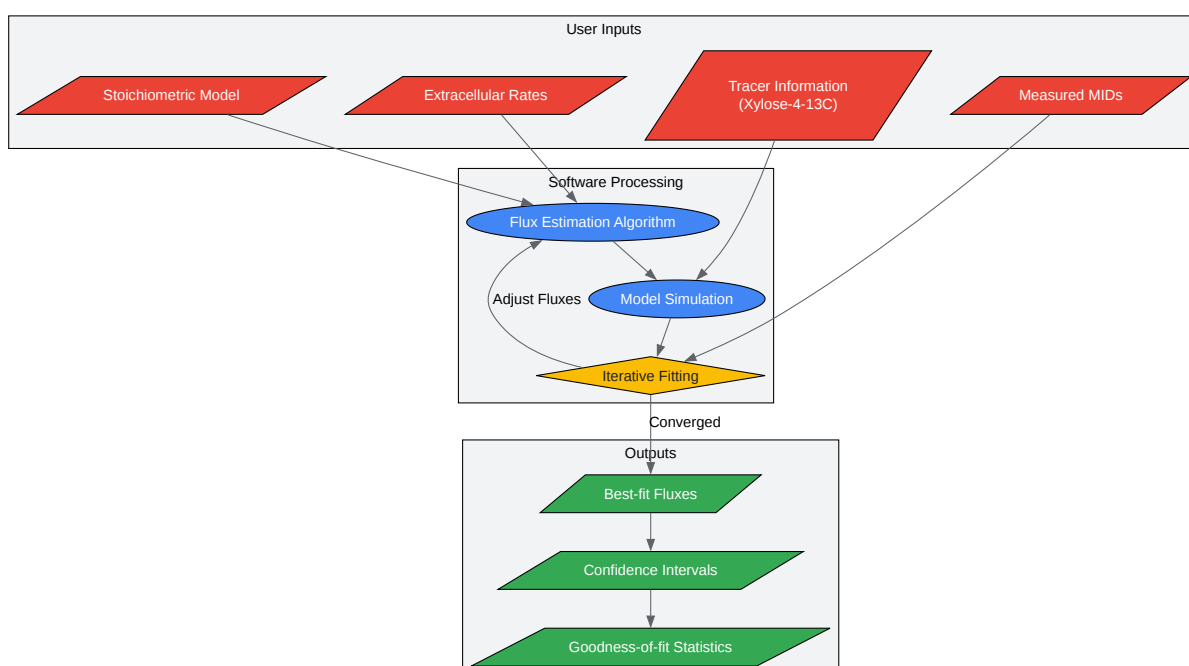 User Inputs
Stoichiometric Model
Extracellular Rates
Tracer Information
(Xylose-4-13C)
Measured MIDs
Software Processing
Flux Estimation Algorithm
Model Simulation
Adjust Fluxes
Iterative Fitting
Converged
Outputs
Best-fit Fluxes
Confidence Intervals
Goodness-of-fit Statistics